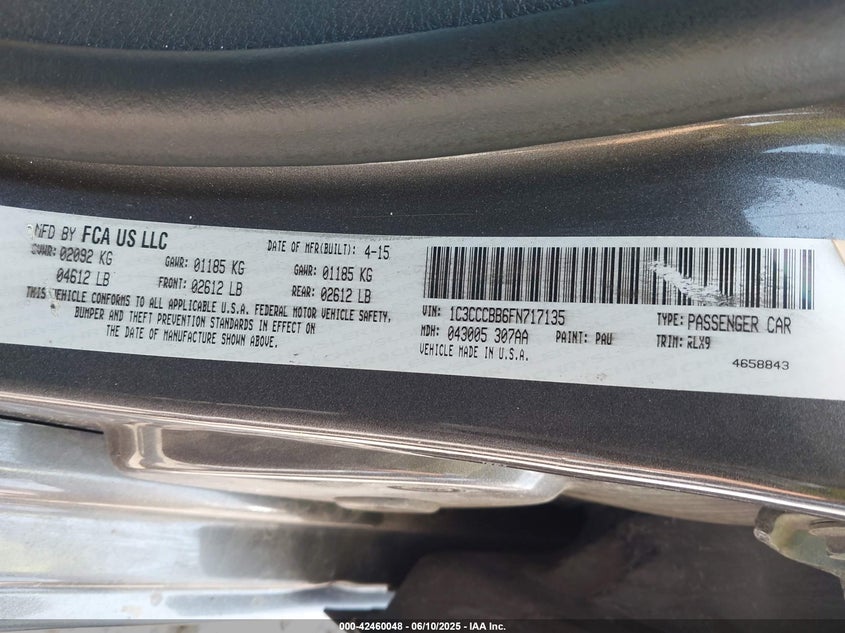 MFD BY FCA US LLC DATE OF MFR(BUILT): 4-15
GVWR: 02092 KG GAWR: 01185 KG GAWR: 01185 KG
04612 LB FRONT: 02612 LB REAR: 02612 LB
THIS VEHICLE CONFORMS TO ALL APPLICABLE U.S.A. FEDERAL MOTOR VEHICLE SAFETY,
BUMPER AND THEFT PREVENTION STANDARDS IN EFFECT ON
THE DATE OF MANUFACTURE SHOWN ABOVE.
VIN: 1C3CCCBB6FN717135 TYPE: PASSENGER CAR
MDH: 043005 307AA PAINT: PAU TRIM: RLX9
VEHICLE MADE IN U.S.A.
4658843
000-42460048 - 06/10/2025 - IAA Inc.